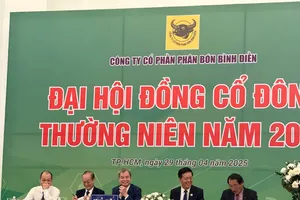 CÔNG TY CỔ PHẦN PHÂN BÓN BÌNH ĐIỀN
ĐẠI HỘI ĐỒNG CỔ ĐÔN
THƯỜNG NIÊN NĂM 20
TP.HCM, ngày 29 tháng 04 năm 2025